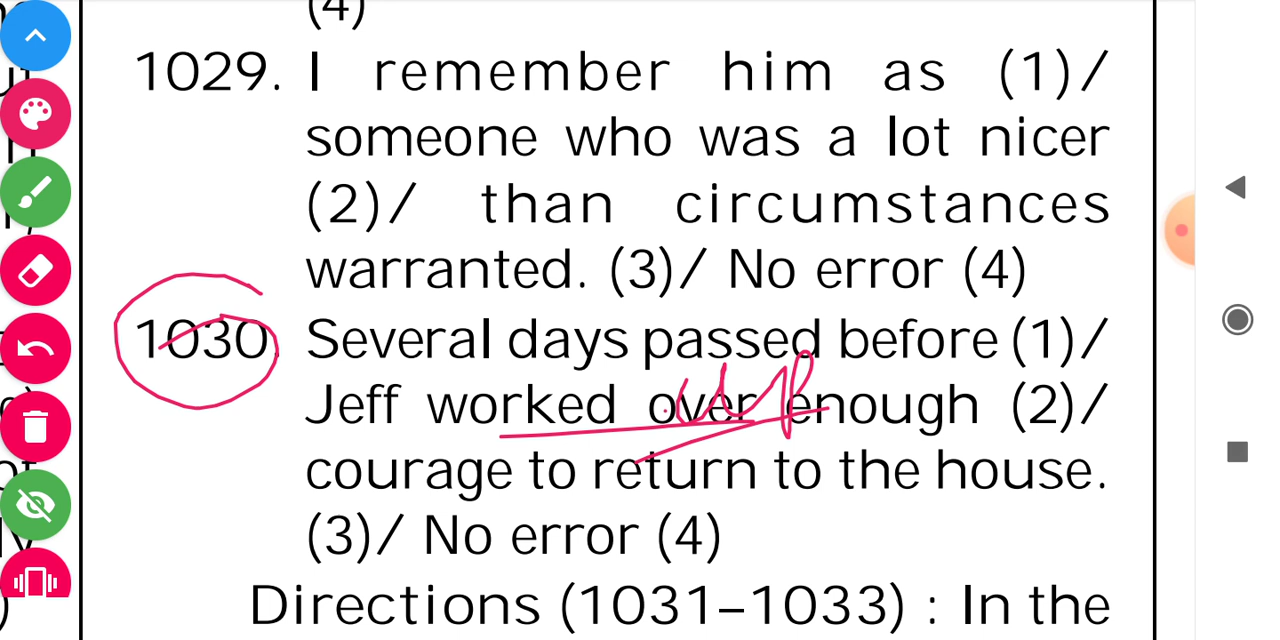 (4)
1029. I remember him as (1)/
someone who was a lot nicer
(2)/ than circumstances
warranted. (3)/ No error (4)
1030. Several days passed before (1)/
Jeff worked over enough (2)/
up
courage to return to the house.
(3)/ No error (4)
Directions (1031–1033) : In the